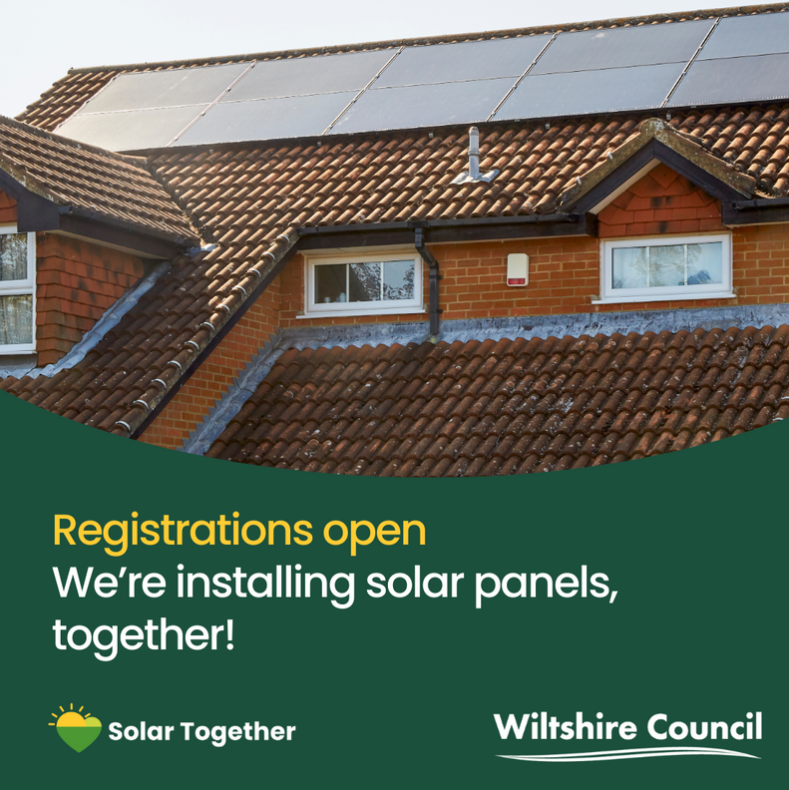 Registrations open
We're installing solar panels,
together!
Solar Together
Wiltshire Council